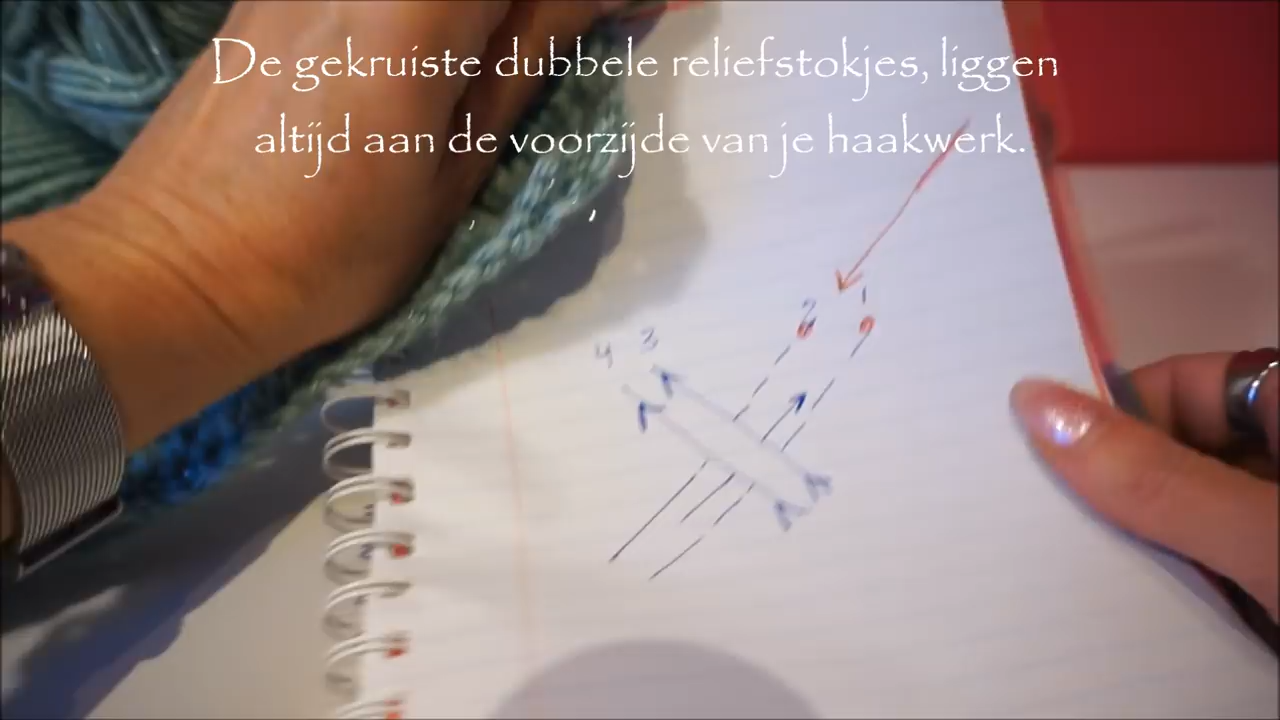 De gekruiste dubbele reliefstokjes, liggen
altijd aan de voorzijde van je haakwerk.
2 1
4 3